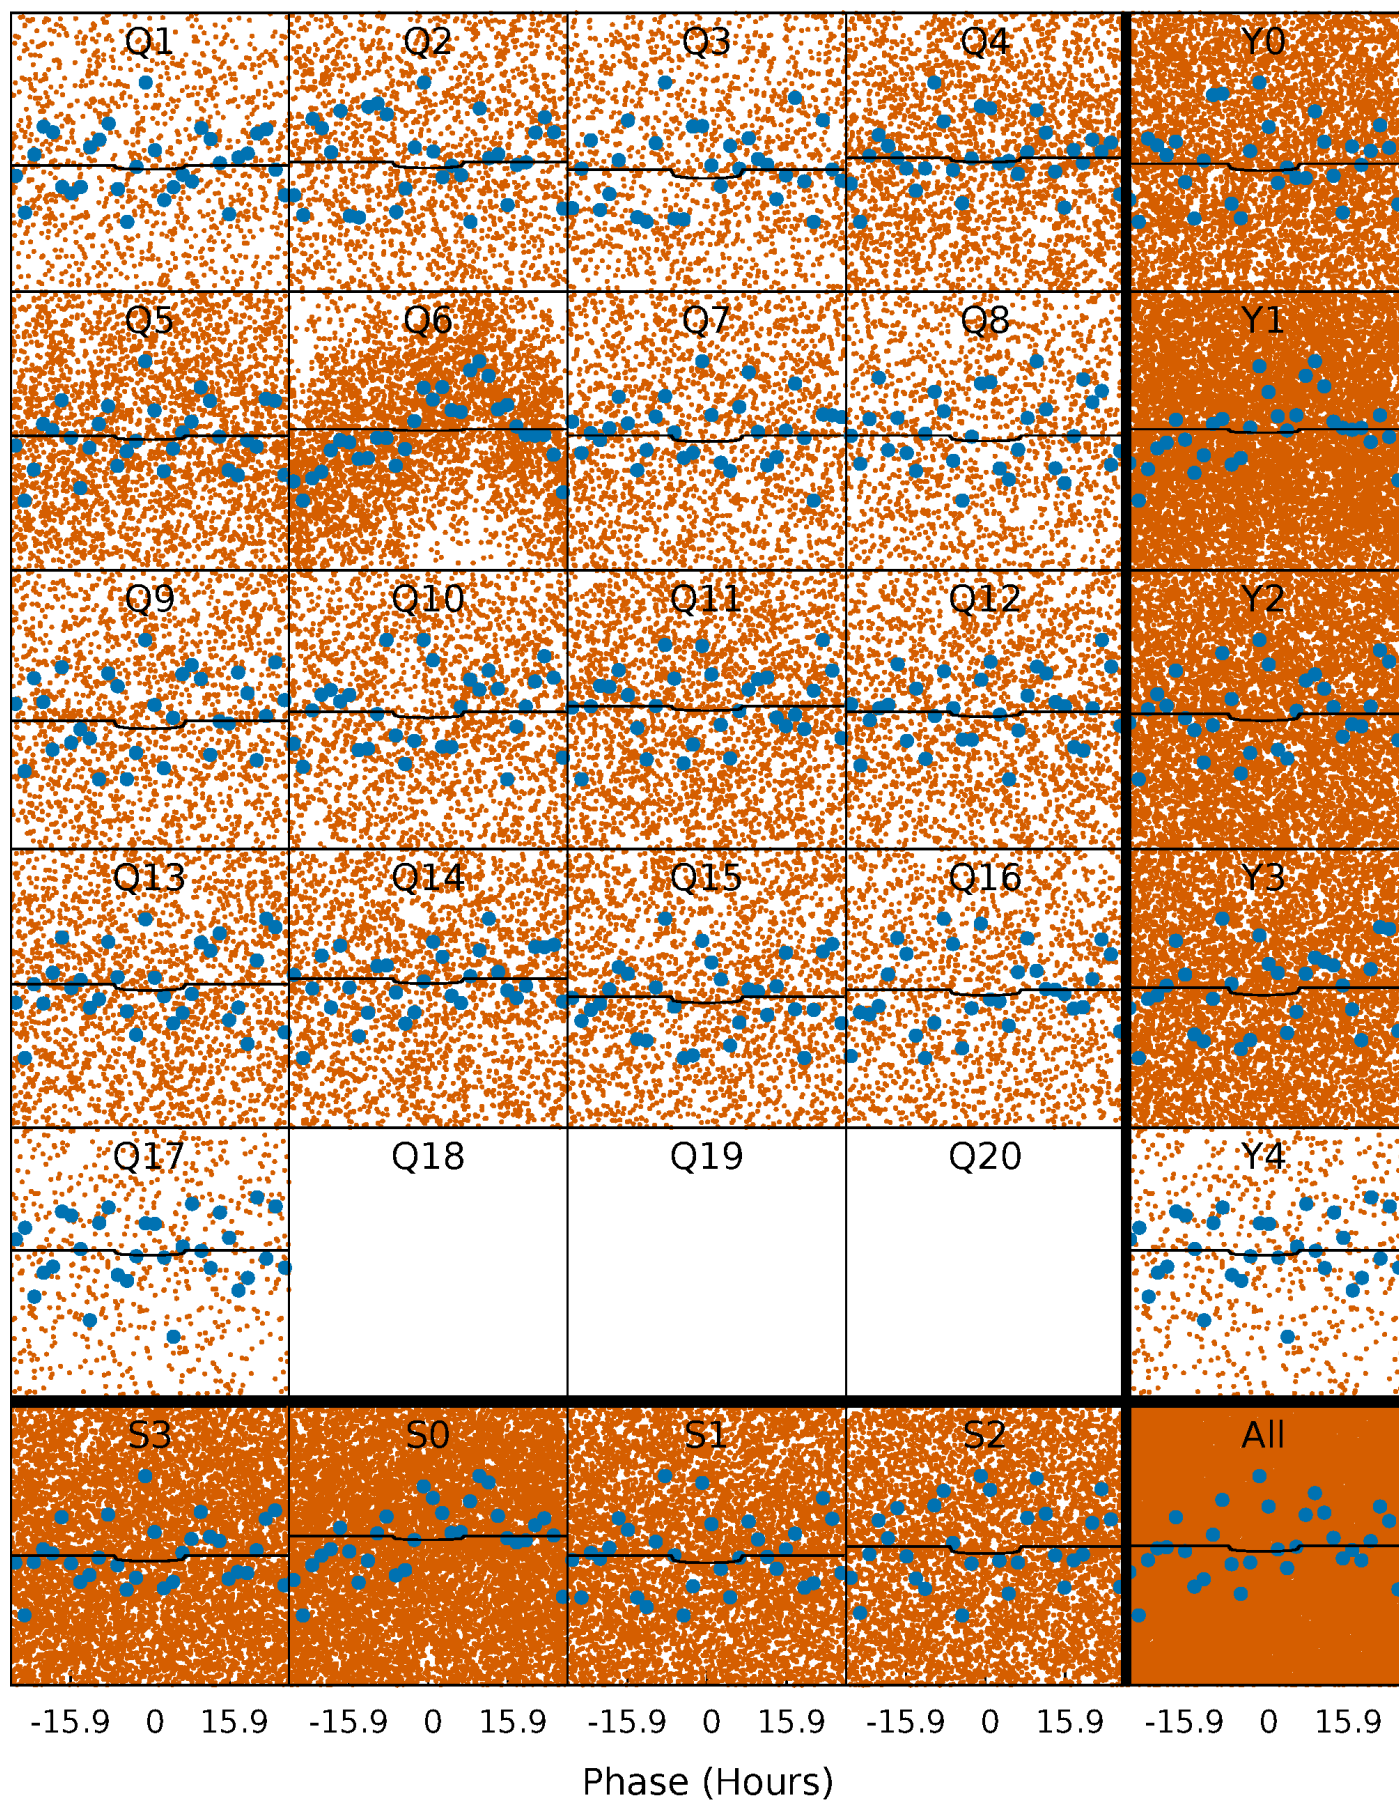 Q1 Q2 Q3 Q4 Y0
Q5 Q6 Q7 Q8 Y1
Q9 Q10 Q11 Q12 Y2
Q13 Q14 Q15 Q16 Y3
Q17 Q18 Q19 Q20 Y4
S3 S0 S1 S2 All
-15.9 0 15.9 -15.9 0 15.9 -15.9 0 15.9 -15.9 0 15.9 -15.9 0 15.9
Phase (Hours)